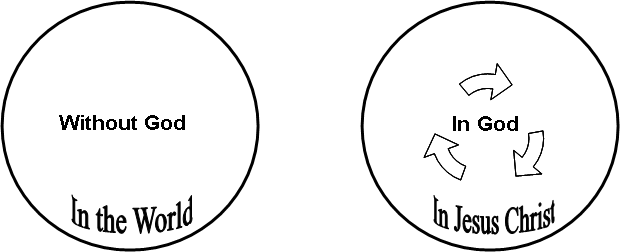 Without God
In the World
In God
In Jesus Christ